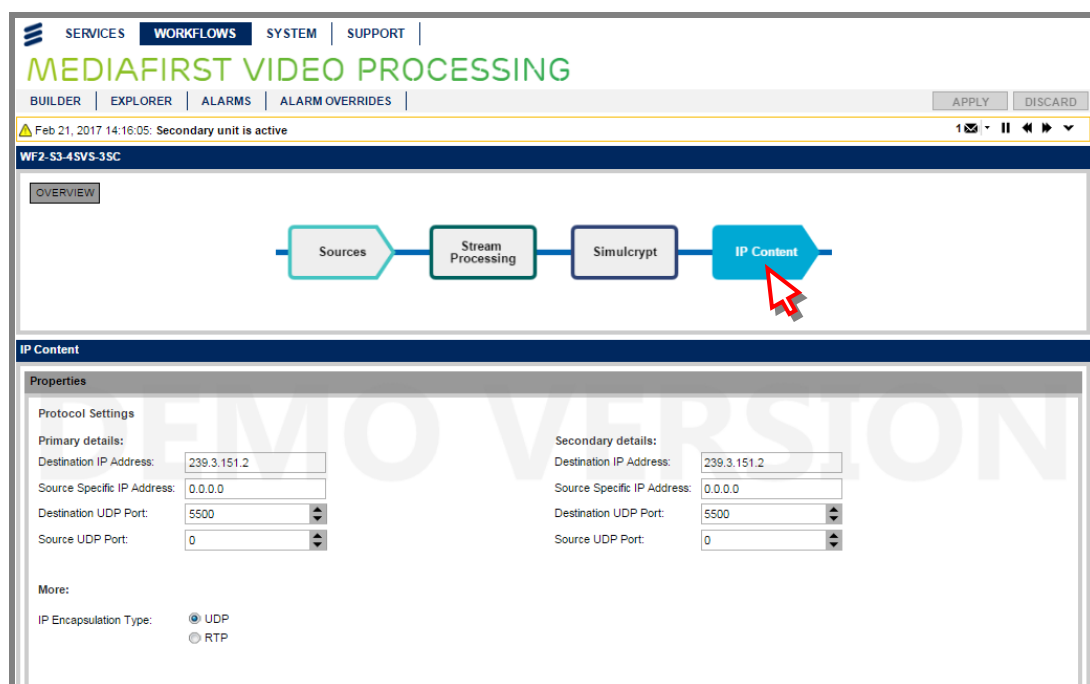 SERVICES WORKFLOWS SYSTEM SUPPORT
MEDIAFIRST VIDEO PROCESSING
BUILDER EXPLORER ALARMS ALARM OVERRIDES APPLY DISCARD
Feb 21, 2017 14:16:05: Secondary unit is active 1
WF2-S3-4SVS-3SC
OVERVIEW
Sources Stream Processing Simulcrypt IP Content
IP Content
Properties
DEMO VERSION
Protocol Settings
Primary details: Secondary details:
Destination IP Address: 239.3.151.2 Destination IP Address: 239.3.151.2
Source Specific IP Address: 0.0.0.0 Source Specific IP Address: 0.0.0.0
Destination UDP Port: 5500 Destination UDP Port: 5500
Source UDP Port: 0 Source UDP Port: 0
More:
IP Encapsulation Type: UDP
RTP